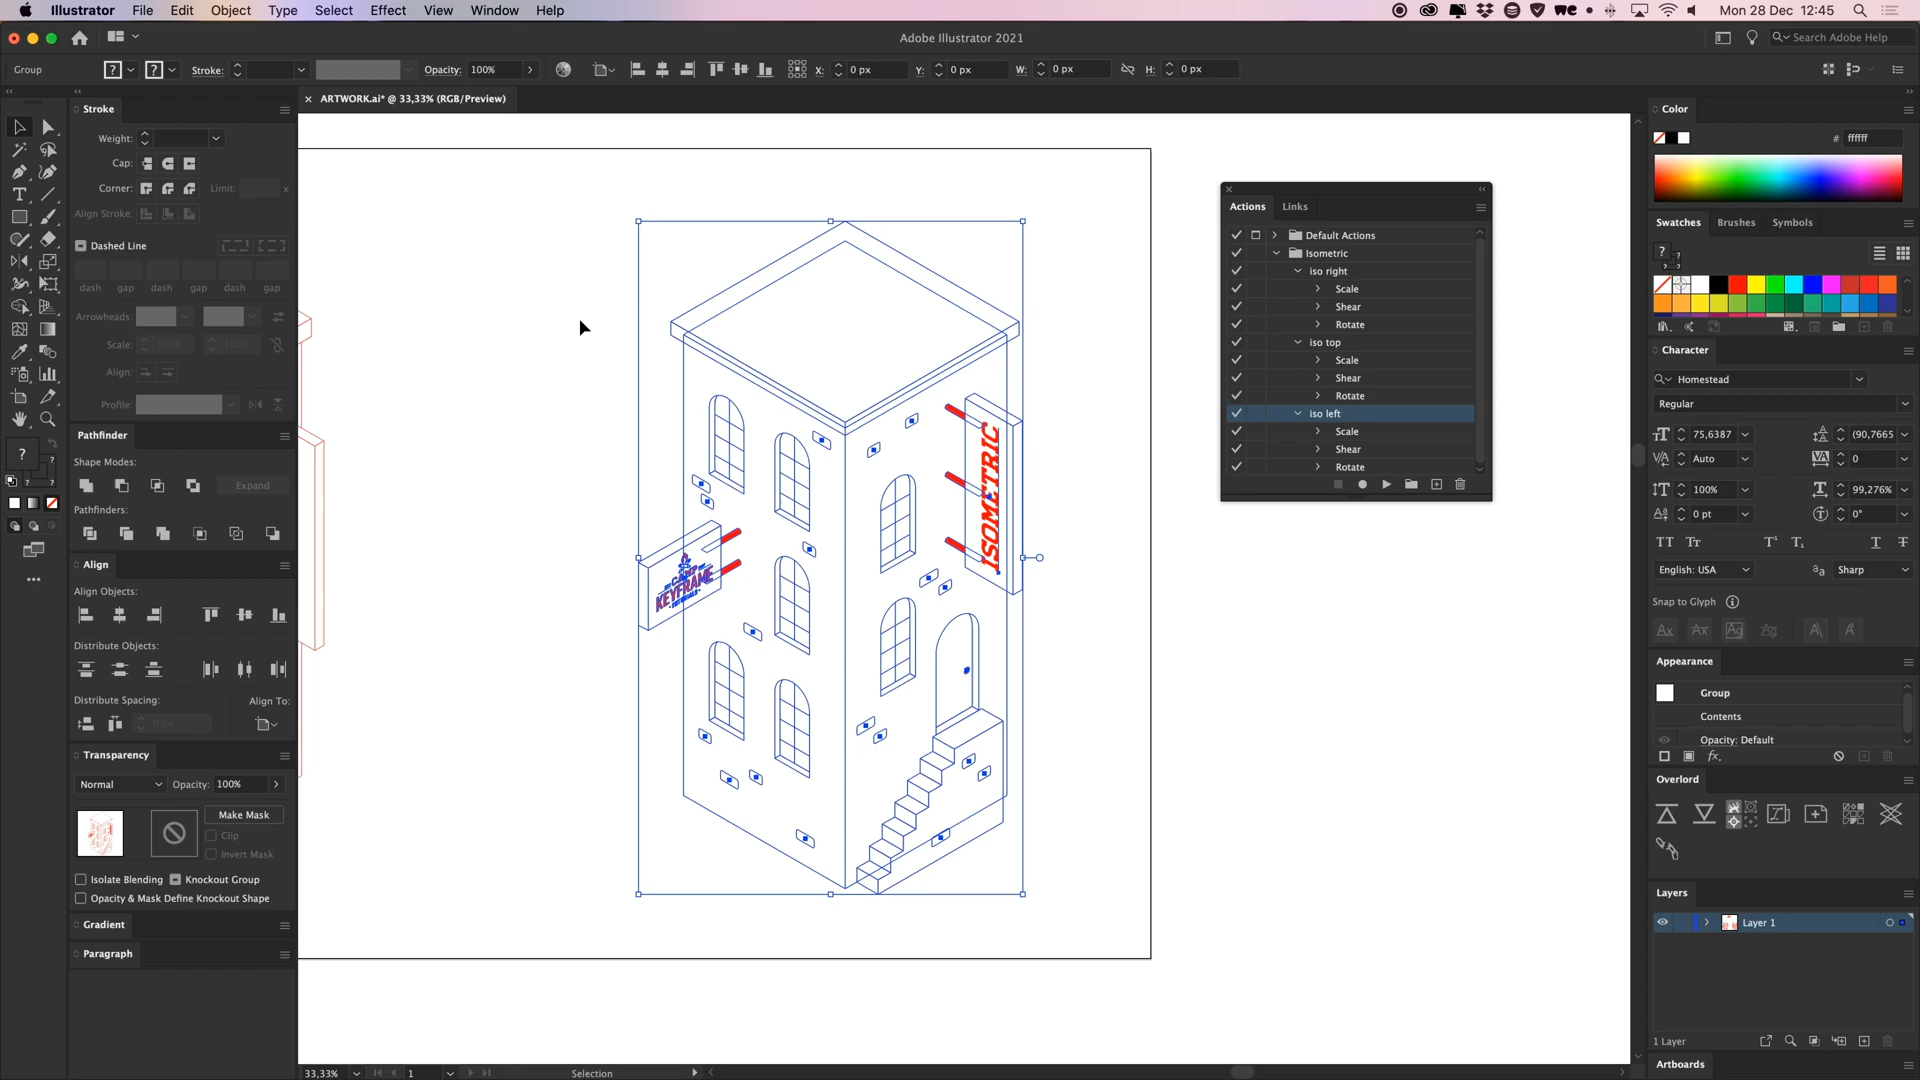 Illustrator File Edit Object Type Select Effect View Window Help
Mon 28 Dec 12:45
Adobe Illustrator 2021
Search Adobe Help
Group
?
?
Stroke:
Opacity: 100%
X: 0 px
Y: 0 px
W: 0 px
H: 0 px
ARTWORK.ai* @ 33,33% (RGB/Preview)
Stroke
Weight:
Cap:
Corner:
Limit:
x
Align Stroke:
Dashed Line
dash gap dash gap dash gap
Arrowheads:
Scale: 100% 100%
Align:
Profile:
Pathfinder
Shape Modes:
Expand
Pathfinders:
Align
Align Objects:
Distribute Objects:
Distribute Spacing:
Align To:
0 px
Transparency
Normal
Opacity: 100%
Make Mask
Clip
Invert Mask
Isolate Blending
Knockout Group
Opacity & Mask Define Knockout Shape
Gradient
Paragraph
?
ISOMETRIC
CAMP
KEYFRAME
TUTORIALS
Actions Links
Default Actions
Isometric
iso right
Scale
Shear
Rotate
iso top
Scale
Shear
Rotate
iso left
Scale
Shear
Rotate
Color
# ffffff
Swatches Brushes Symbols
?
Character
Homestead
Regular
75,6387
(90,7665
Auto
0
100%
99,276%
0 pt
0°
English: USA
Sharp
Snap to Glyph
Appearance
Group
Contents
Opacity: Default
Overlord
Layers
Layer 1
1 Layer
Artboards
33,33%
1
Selection